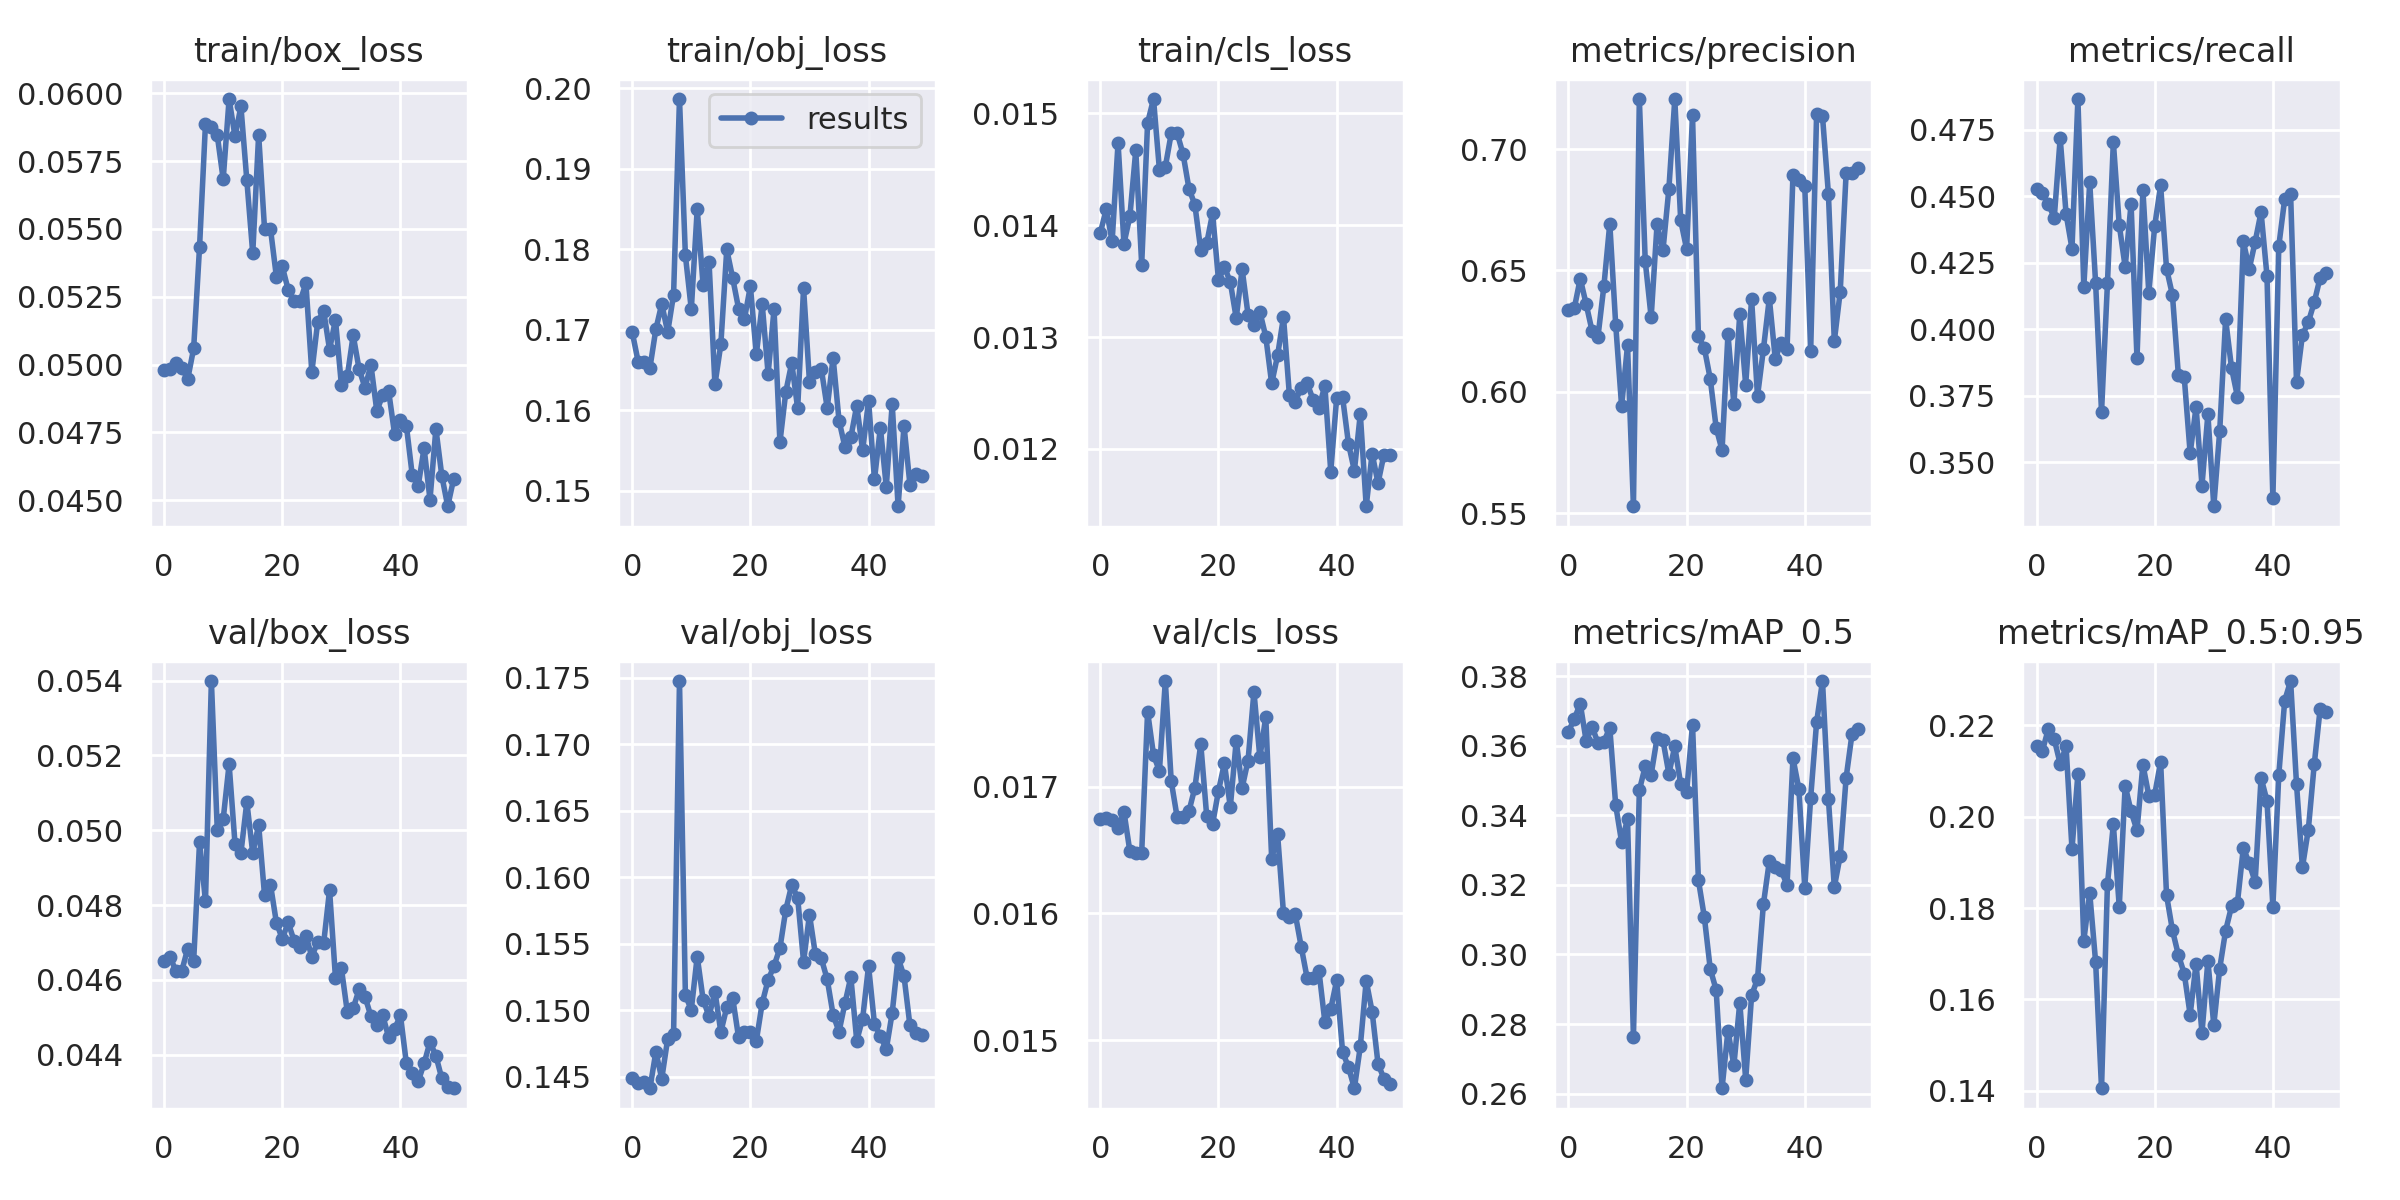 train/box_loss
0.0600
0.0575
0.0550
0.0525
0.0500
0.0475
0.0450
0 20 40
train/obj_loss
results
0.20
0.19
0.18
0.17
0.16
0.15
0 20 40
train/cls_loss
0.015
0.014
0.013
0.012
0 20 40
metrics/precision
0.70
0.65
0.60
0.55
0 20 40
metrics/recall
0.475
0.450
0.425
0.400
0.375
0.350
0 20 40
val/box_loss
0.054
0.052
0.050
0.048
0.046
0.044
0 20 40
val/obj_loss
0.175
0.170
0.165
0.160
0.155
0.150
0.145
0 20 40
val/cls_loss
0.017
0.016
0.015
0 20 40
metrics/mAP_0.5
0.38
0.36
0.34
0.32
0.30
0.28
0.26
0 20 40
metrics/mAP_0.5:0.95
0.22
0.20
0.18
0.16
0.14
0 20 40